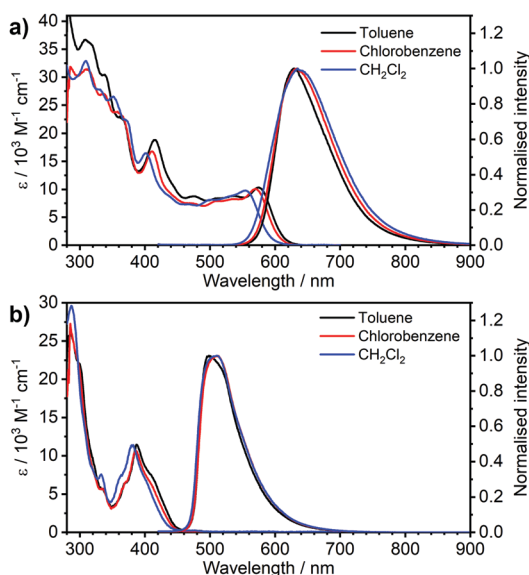 a)
Toluene
Chlorobenzene
CH₂Cl₂
40
35
30
25
20
15
10
5
0
ε / 10³ M⁻¹ cm⁻¹
1.2
1.0
0.8
0.6
0.4
0.2
0.0
Normalised intensity
300 400 500 600 700 800 900
Wavelength / nm
b)
Toluene
Chlorobenzene
CH₂Cl₂
30
25
20
15
10
5
0
ε / 10³ M⁻¹ cm⁻¹
1.2
1.0
0.8
0.6
0.4
0.2
0.0
Normalised intensity
300 400 500 600 700 800 900
Wavelength / nm